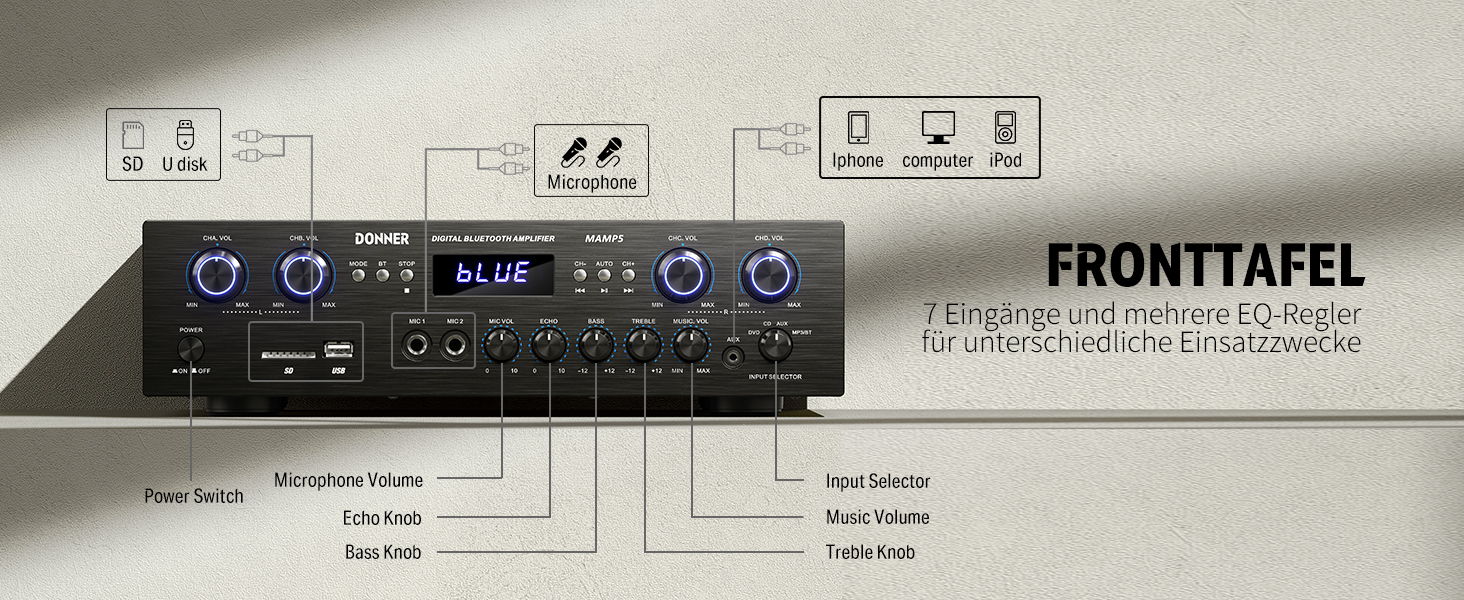 SD U disk
Microphone
Iphone computer iPod
CHA. VOL
CHB. VOL
DONNER
DIGITAL BLUETOOTH AMPLIFIER
MAMP5
CHC. VOL
CHD. VOL
MODE BT STOP
bLUE
CH- AUTO CH+
MIN MAX MIN MAX
L
MIN MAX MIN MAX
R
POWER
ON OFF
SD USB
MIC 1 MIC 2
MIC VOL ECHO BASS TREBLE MUSIC. VOL
0 10 0 10 -12 +12 -12 +12 MIN MAX
AUX
DVD CD AUX MP3/BT
INPUT SELECTOR
FRONTTAFEL
7 Eingänge und mehrere EQ-Regler
für unterschiedliche Einsatzzwecke
Power Switch
Microphone Volume
Echo Knob
Bass Knob
Input Selector
Music Volume
Treble Knob